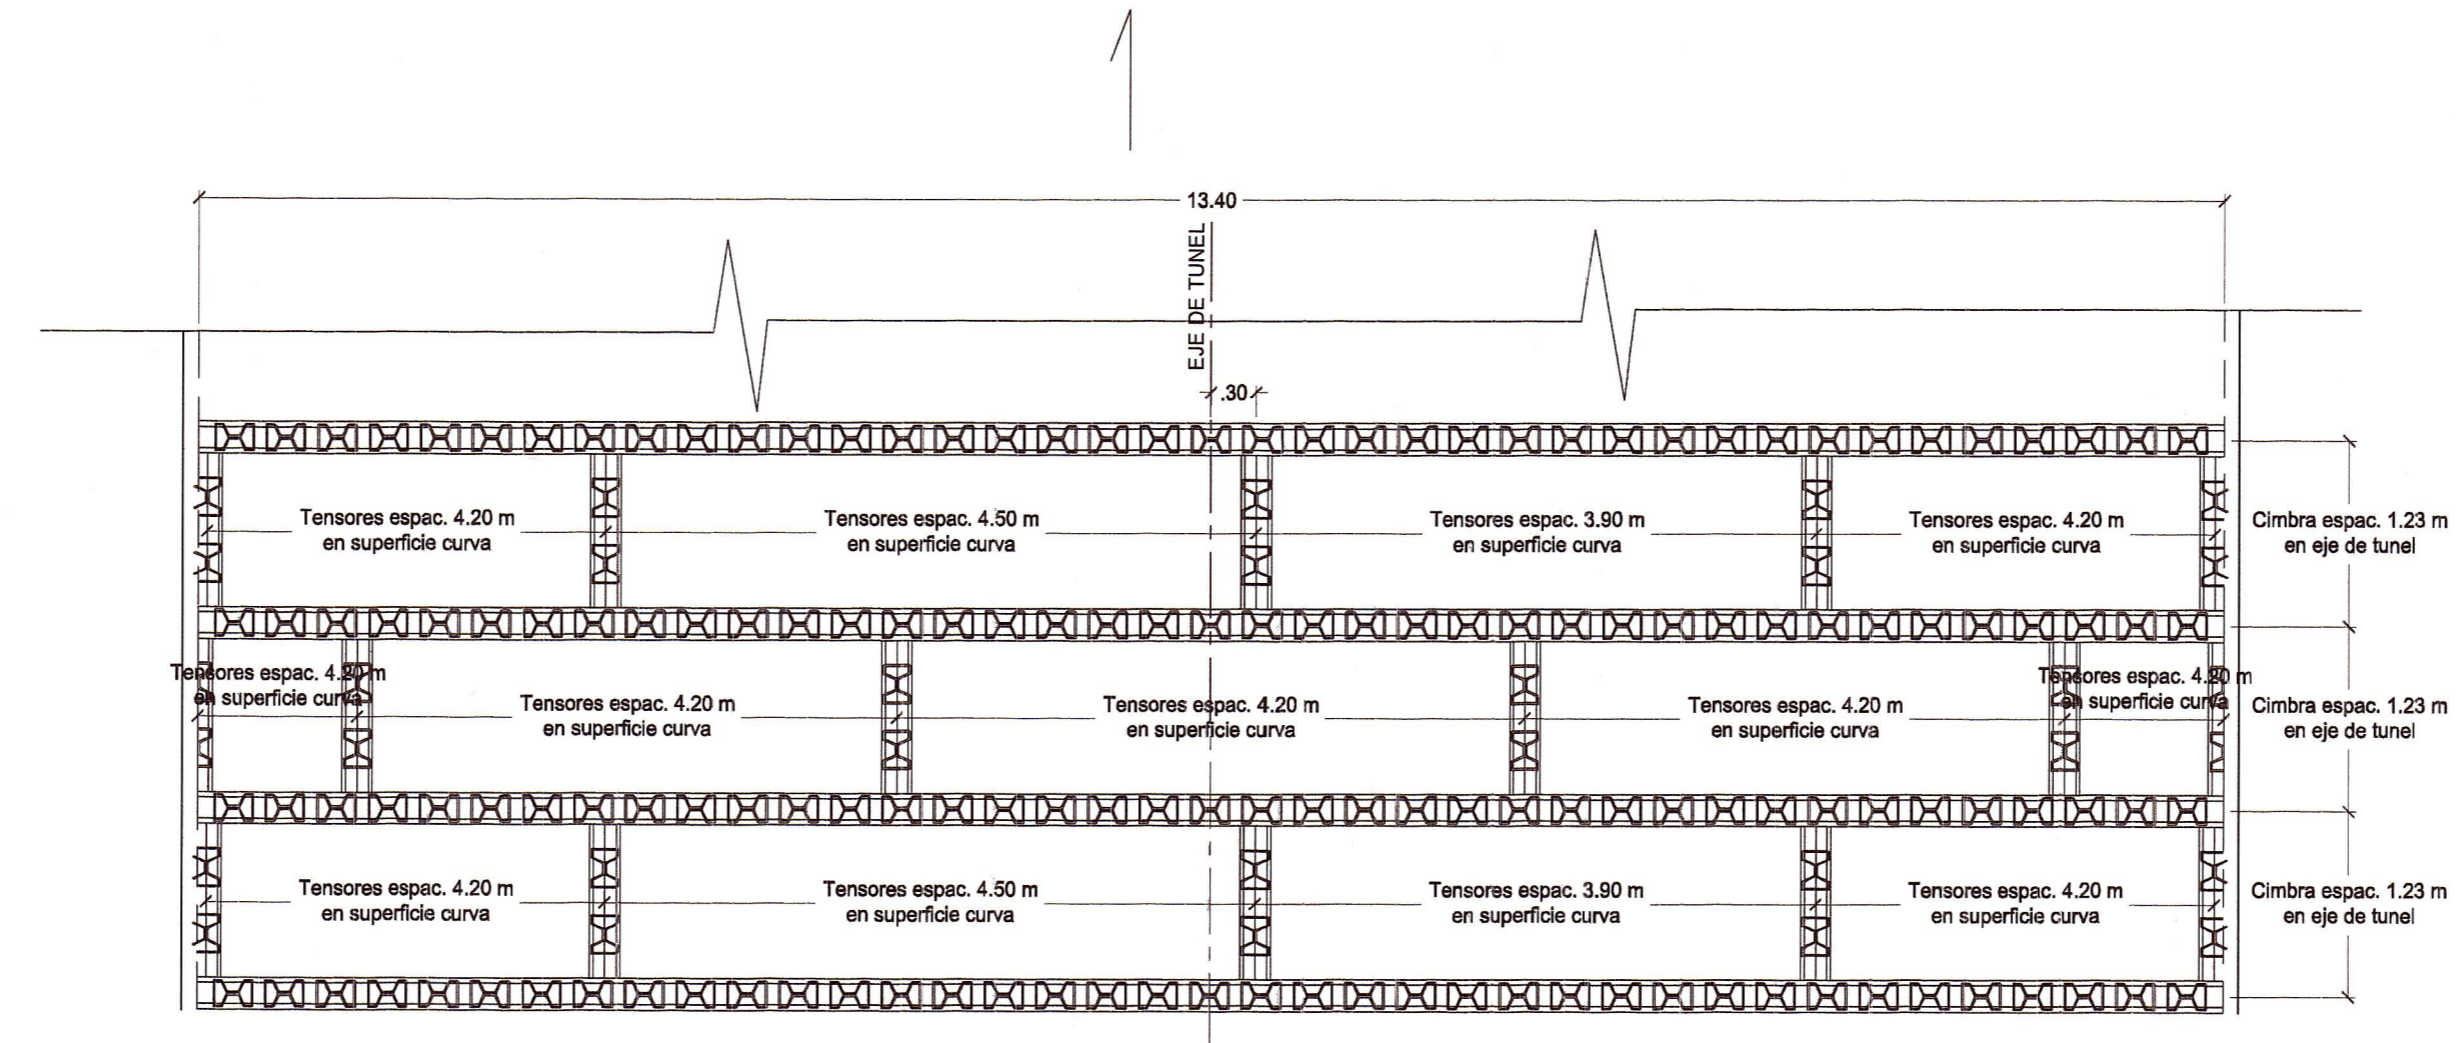 13.40
EJE DE TUNEL
.30
Tensores espac. 4.20 m
en superficie curva
Tensores espac. 4.50 m
en superficie curva
Tensores espac. 3.90 m
en superficie curva
Tensores espac. 4.20 m
en superficie curva
Cimbra espac. 1.23 m
en eje de tunel
Tensores espac. 4.20 m
en superficie curva
Tensores espac. 4.20 m
en superficie curva
Tensores espac. 4.20 m
en superficie curva
Tensores espac. 4.20 m
en superficie curva
Tensores espac. 4.20 m
en superficie curva
Cimbra espac. 1.23 m
en eje de tunel
Tensores espac. 4.20 m
en superficie curva
Tensores espac. 4.50 m
en superficie curva
Tensores espac. 3.90 m
en superficie curva
Tensores espac. 4.20 m
en superficie curva
Cimbra espac. 1.23 m
en eje de tunel